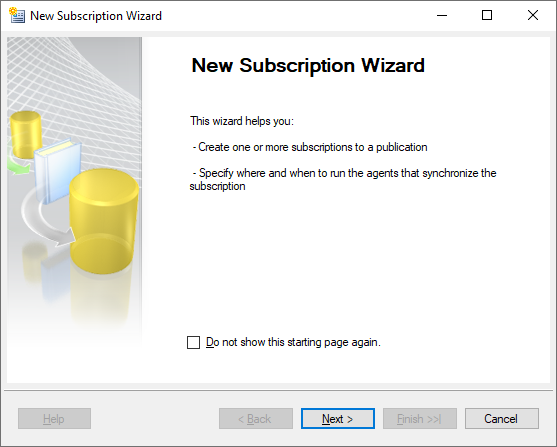 New Subscription Wizard
New Subscription Wizard
This wizard helps you:
- Create one or more subscriptions to a publication
- Specify where and when to run the agents that synchronize the
subscription
Do not show this starting page again.
Help
< Back
Next >
Finish >>|
Cancel